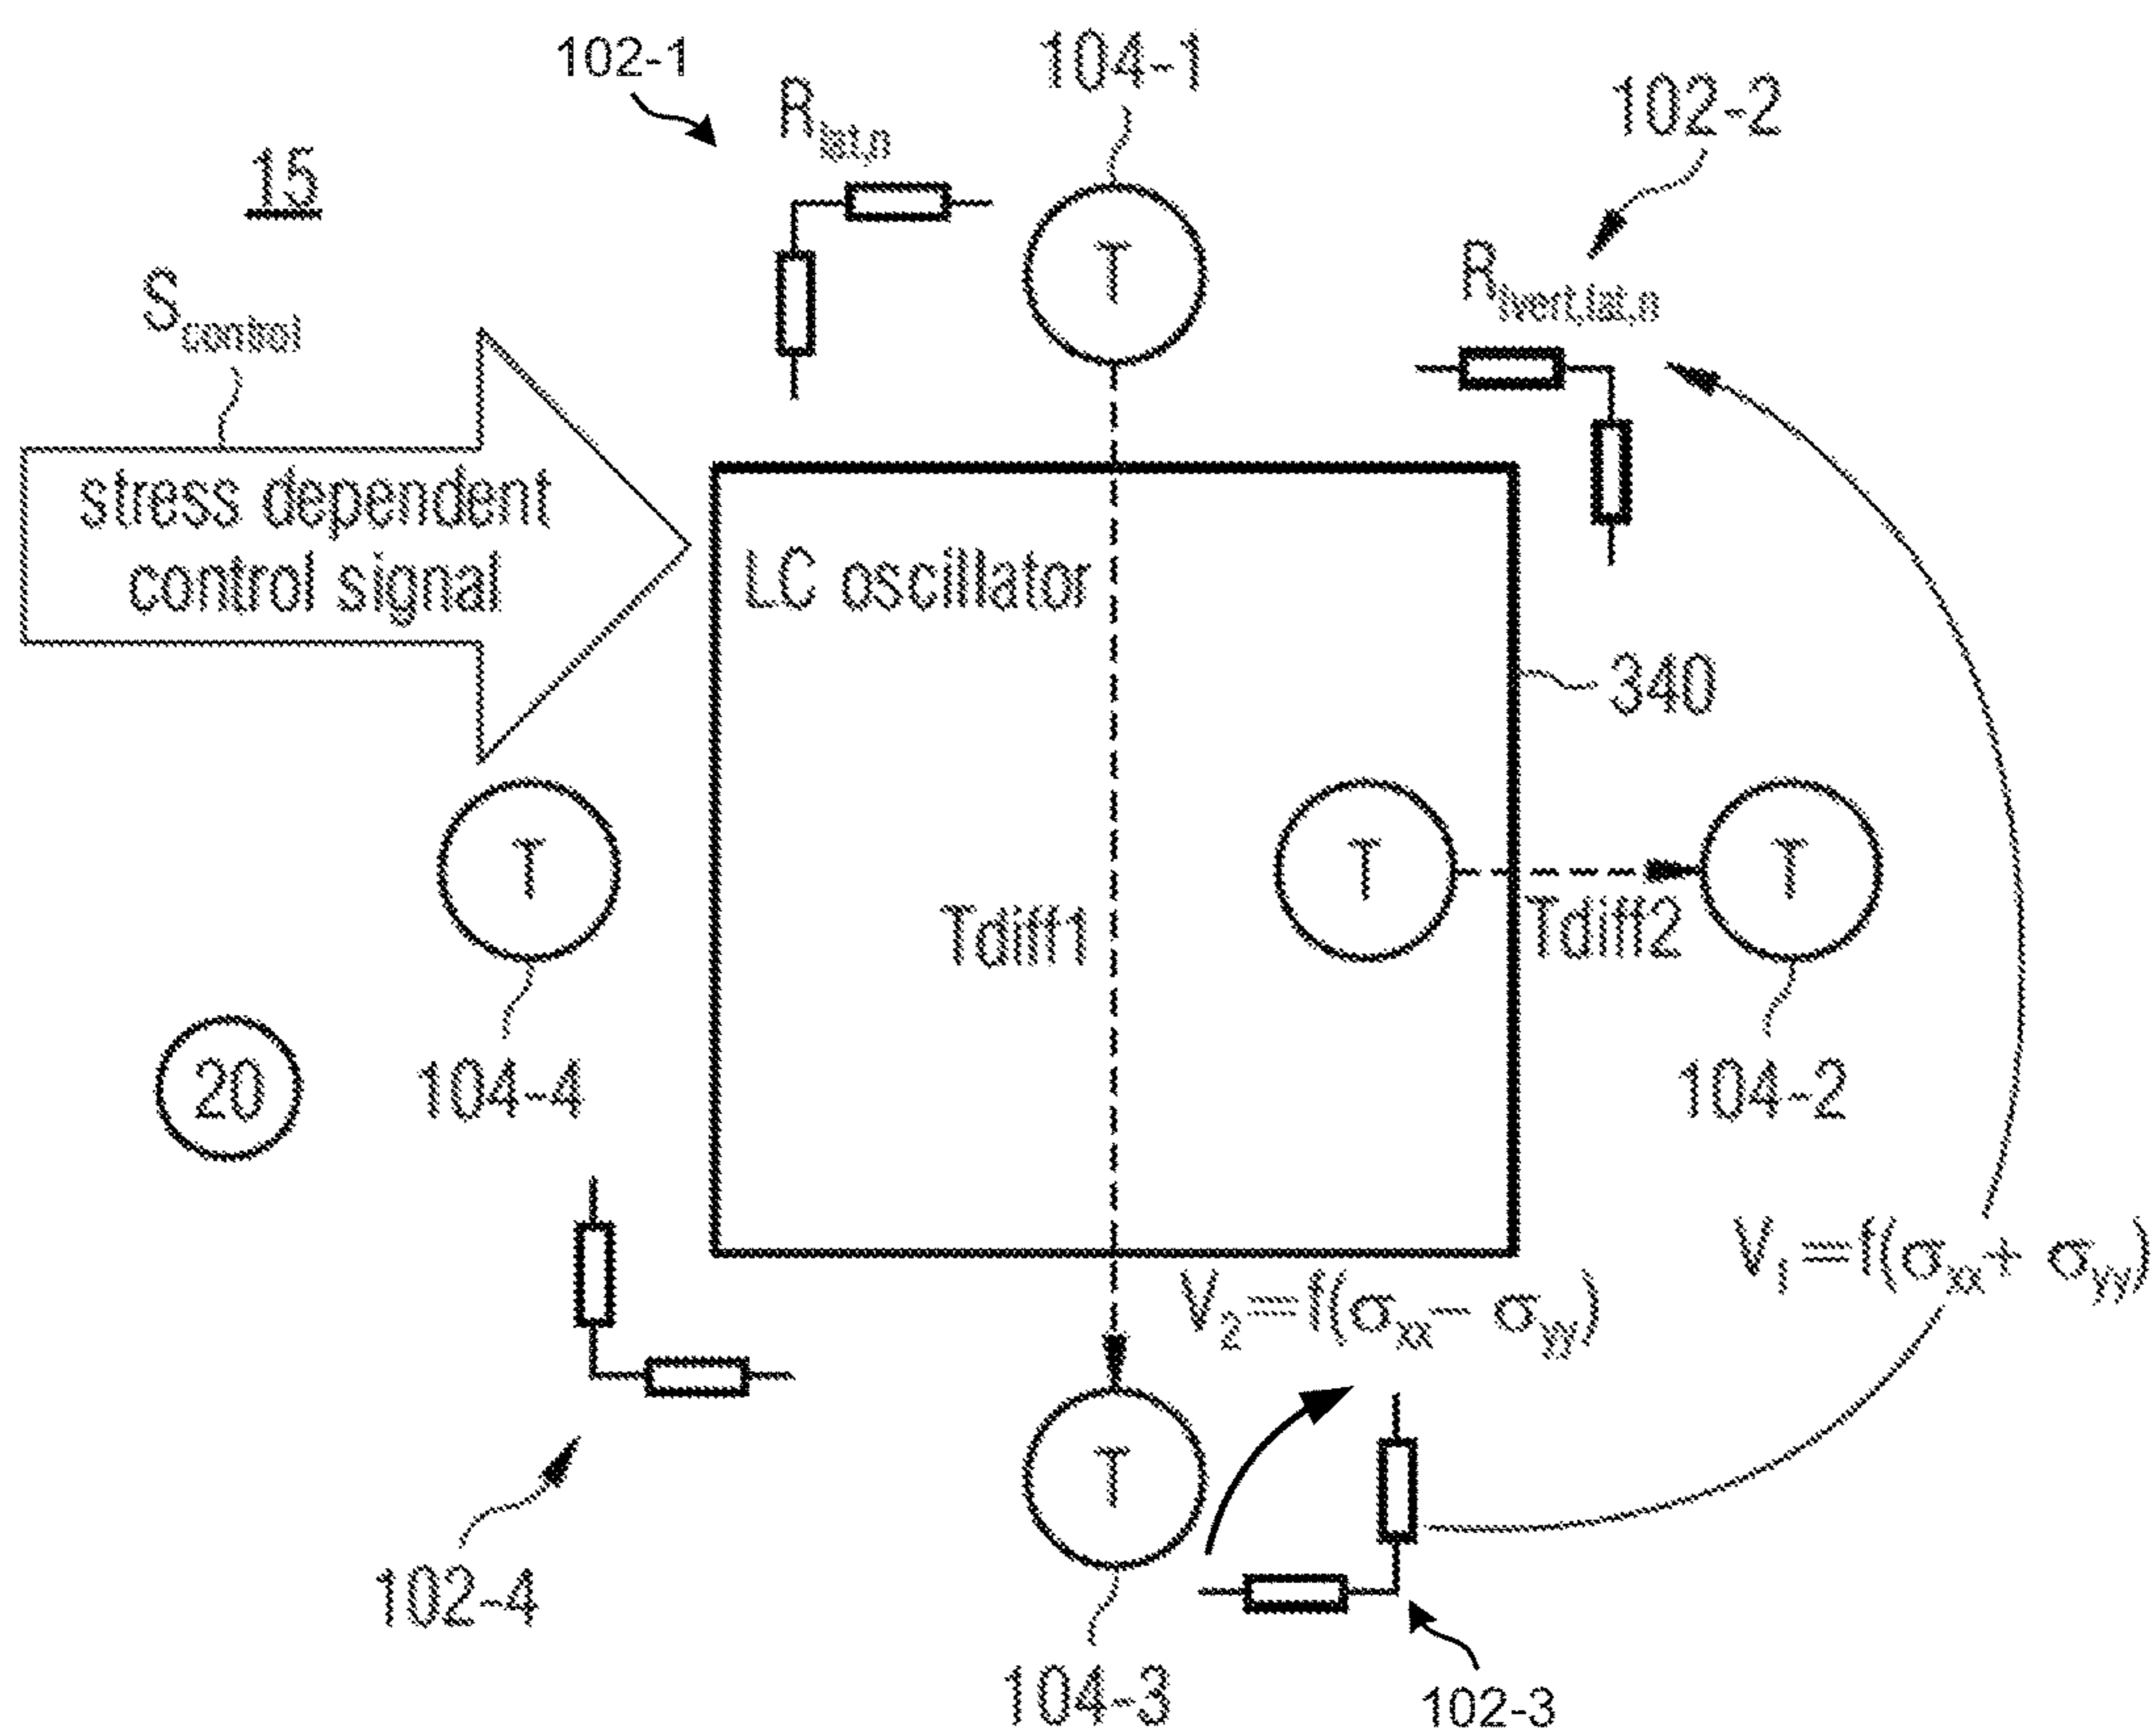 102-1
104-1
102-2
15
R_lat,n
S_control
R_ivert,lat,n
T
stress dependent
control signal
LC oscillator
340
T
T
T
Tdiff1
Tdiff2
20
104-4
104-2
V_1=f(σ_xx+ σ_yy)
V_2=f(σ_xx- σ_yy)
T
102-4
104-3
102-3